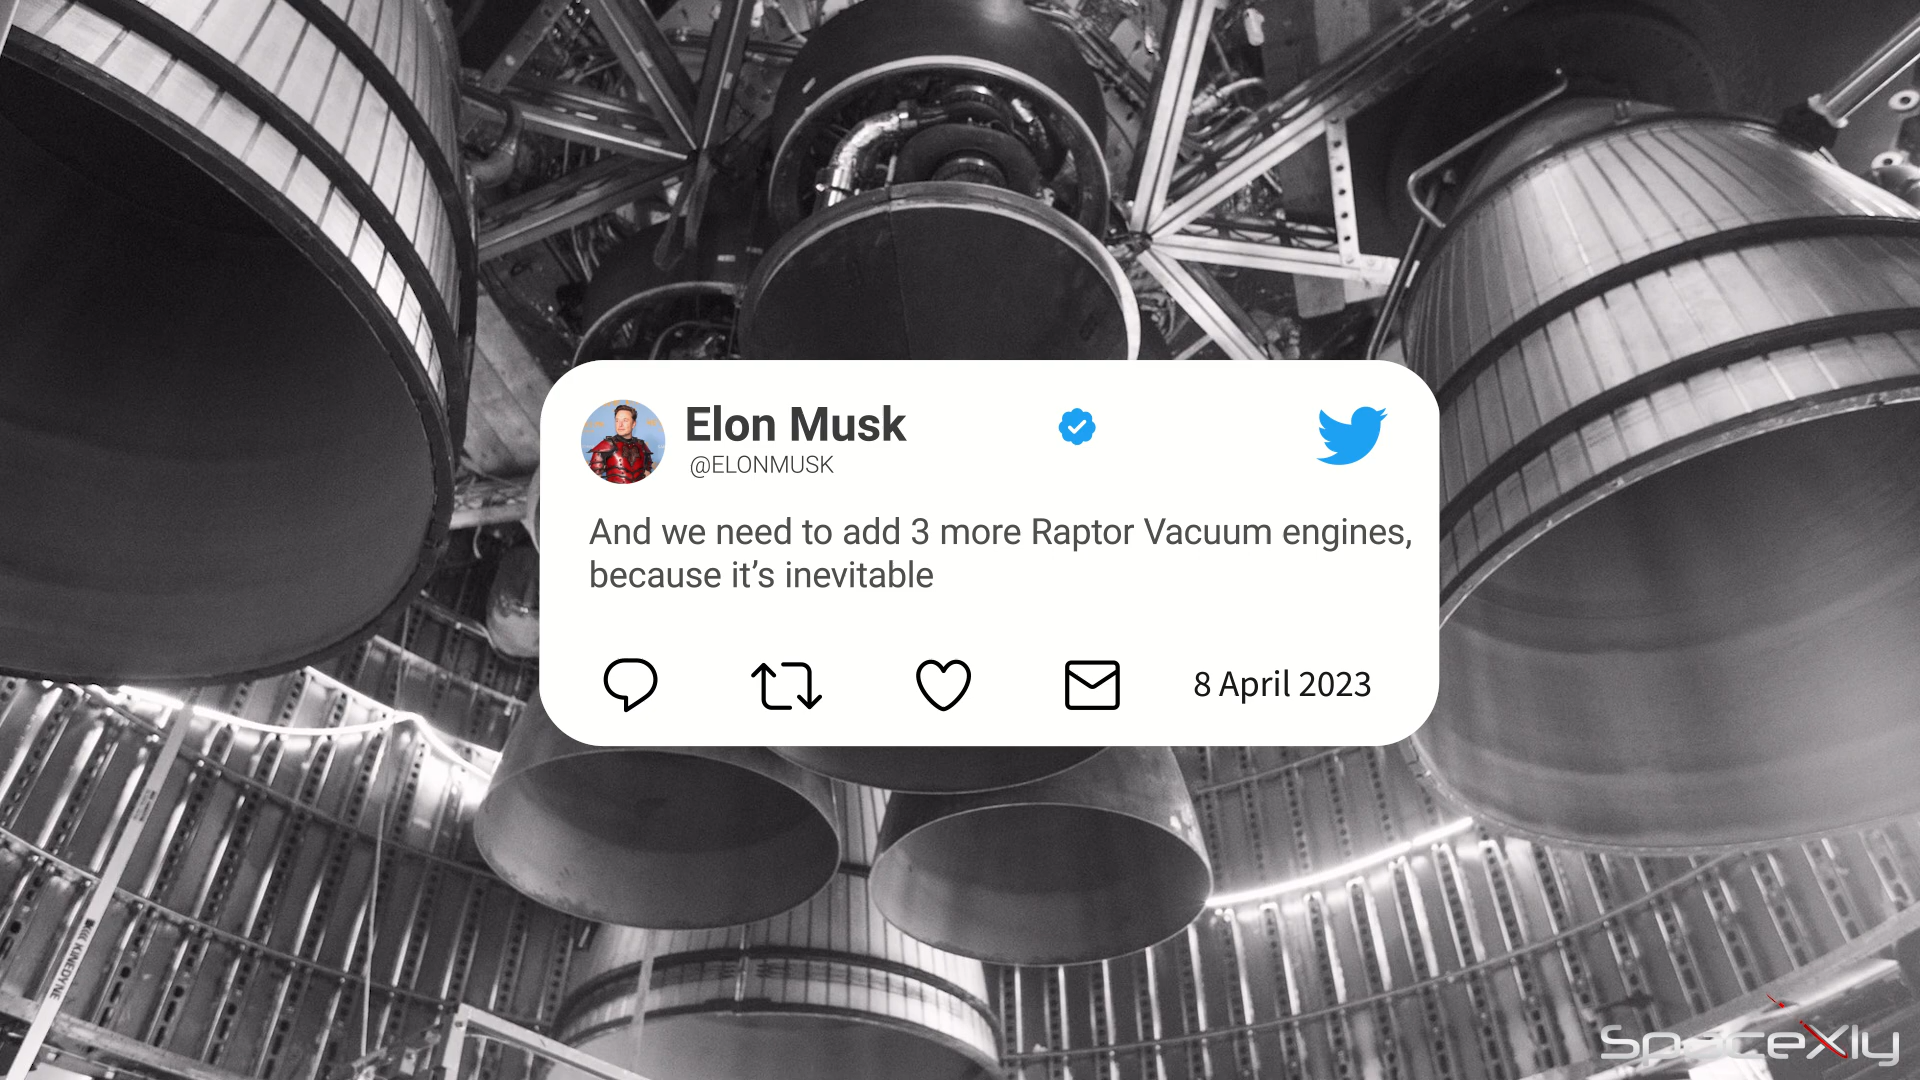 Elon Musk
@ELONMUSK
And we need to add 3 more Raptor Vacuum engines,
because it’s inevitable
8 April 2023
KINEDYNE
SpaceXly